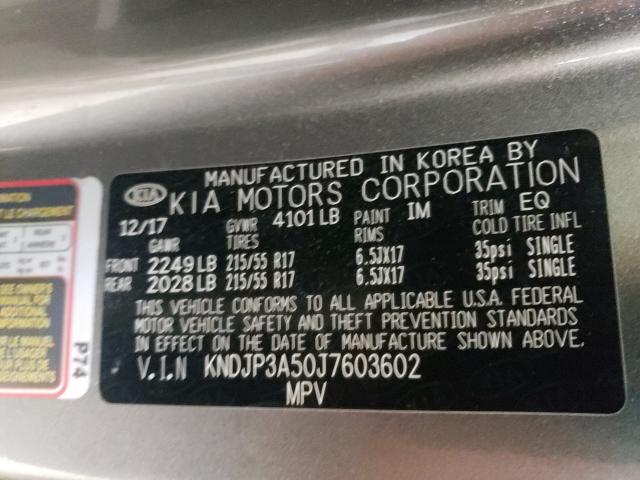 MANUFACTURED IN KOREA BY
KIA KIA MOTORS CORPORATION
12/17 GVWR 4101 LB PAINT IM TRIM EQ
GAWR TIRES RIMS COLD TIRE INFL
FRONT 2249 LB 215/55 R17 6.5JX17 35psi SINGLE
REAR 2028 LB 215/55 R17 6.5JX17 35psi SINGLE
THIS VEHICLE CONFORMS TO ALL APPLICABLE U.S.A. FEDERAL
MOTOR VEHICLE SAFETY AND THEFT PREVENTION STANDARDS
IN EFFECT ON THE DATE OF MANUFACTURE SHOWN ABOVE.
V.I.N KNDJP3A50J7603602
MPV
P74